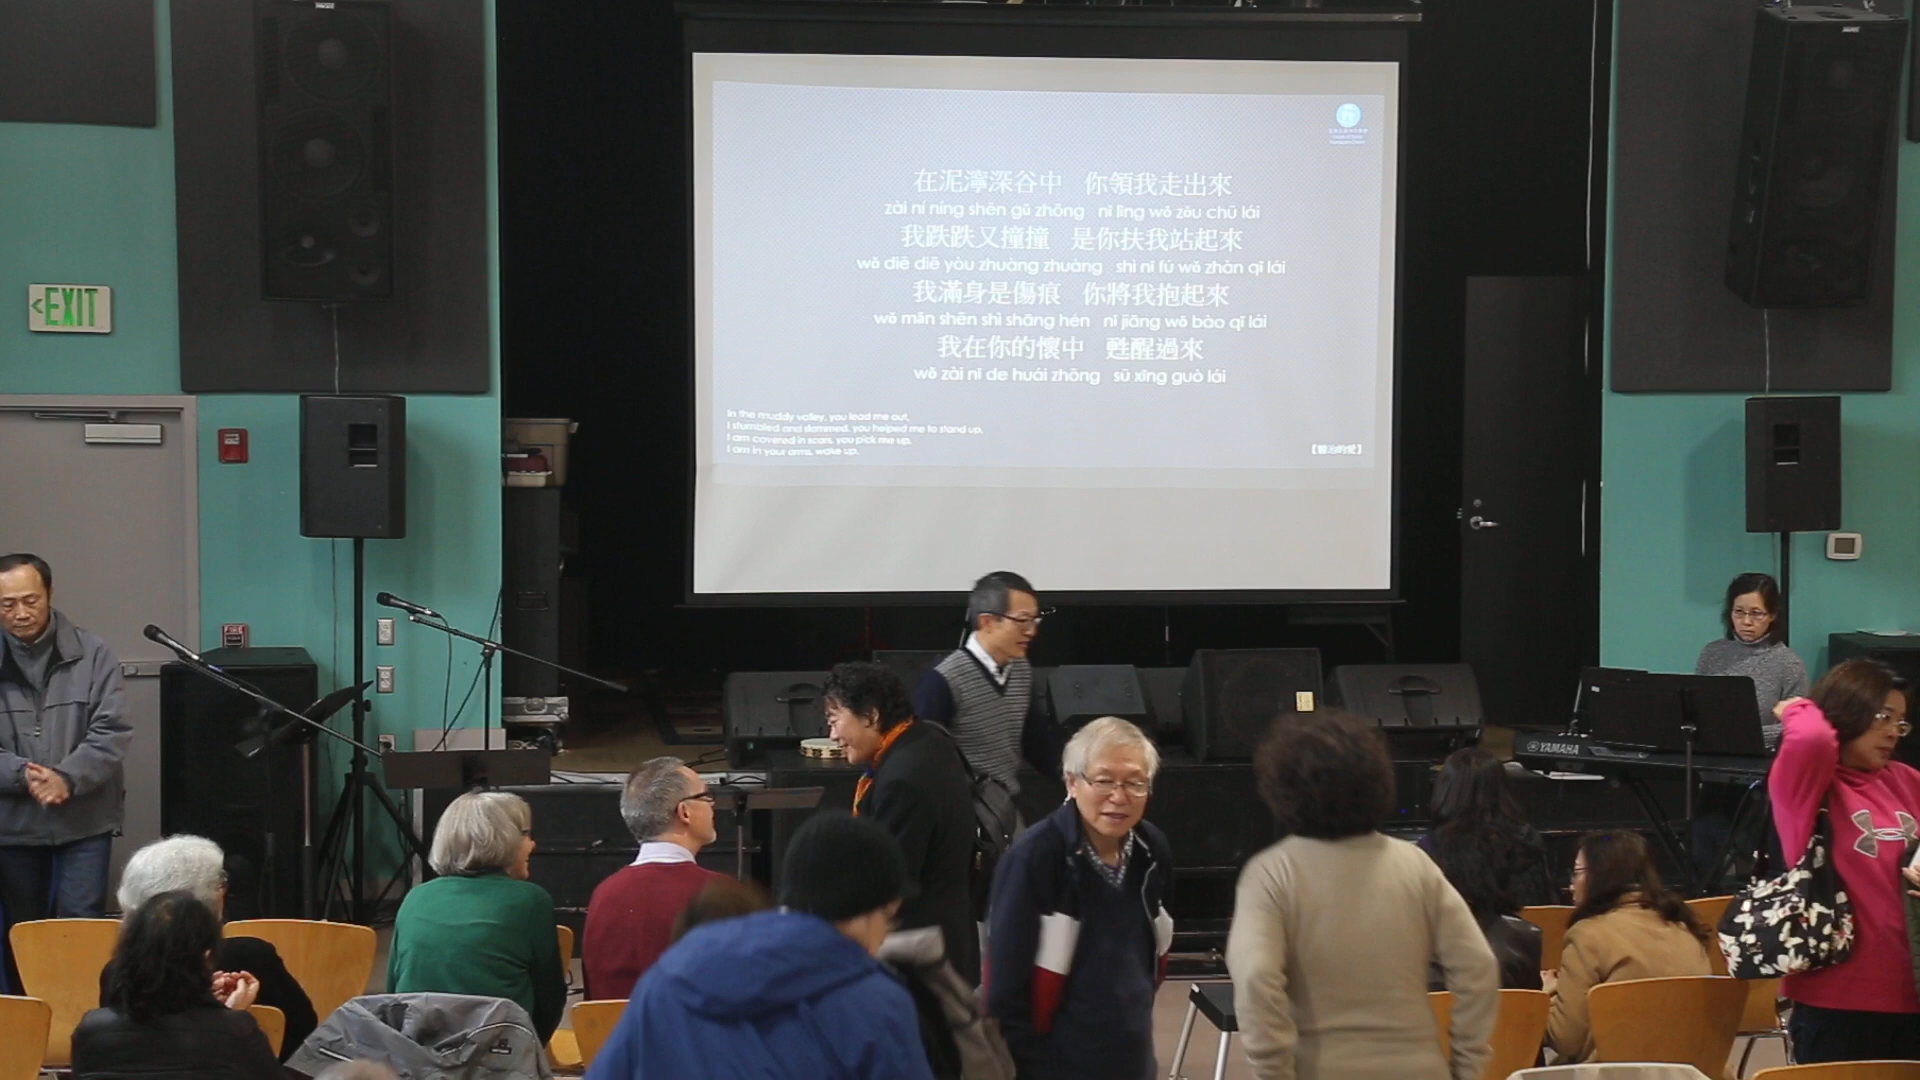 在泥濘深谷中 你領我走出來
zài ní nìng shēn gǔ zhōng nǐ lǐng wǒ zǒu chū lái
我跌跌又撞撞 是你扶我站起來
wǒ diē diē yòu zhuàng zhuàng shì nǐ fú wǒ zhàn qǐ lái
我滿身是傷痕 你將我抱起來
wǒ mǎn shēn shì shāng hén nǐ jiāng wǒ bào qǐ lái
我在你的懷中 甦醒過來
wǒ zài nǐ de huái zhōng sū xǐng guò lái
In the muddy valley, you lead me out,
I stumbled and slammed, you helped me to stand up,
I am covered in scars, you pick me up,
I am in your arms, wake up.
【醫治的愛】
EXIT
FIRE
YAMAHA